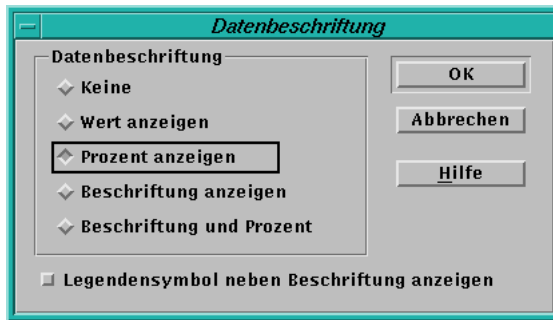 Datenbeschriftung
Datenbeschriftung
Keine
Wert anzeigen
Prozent anzeigen
Beschriftung anzeigen
Beschriftung und Prozent
OK
Abbrechen
Hilfe
Legendensymbol neben Beschriftung anzeigen